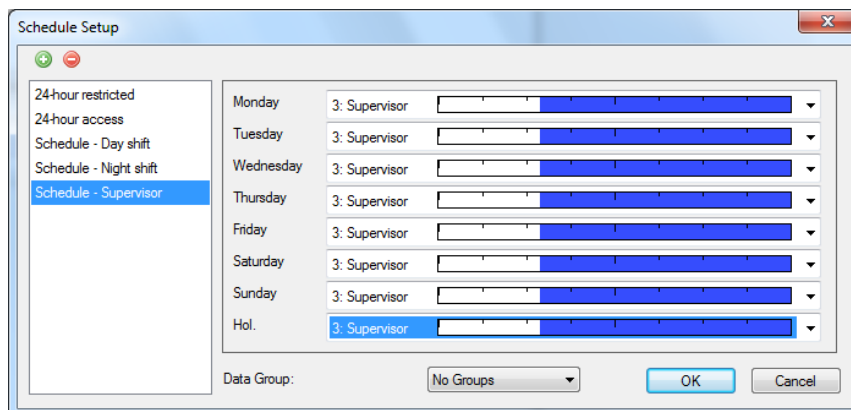 Schedule Setup
24-hour restricted
24-hour access
Schedule - Day shift
Schedule - Night shift
Schedule - Supervisor
Monday 3: Supervisor
Tuesday 3: Supervisor
Wednesday 3: Supervisor
Thursday 3: Supervisor
Friday 3: Supervisor
Saturday 3: Supervisor
Sunday 3: Supervisor
Hol. 3: Supervisor
Data Group: No Groups OK Cancel